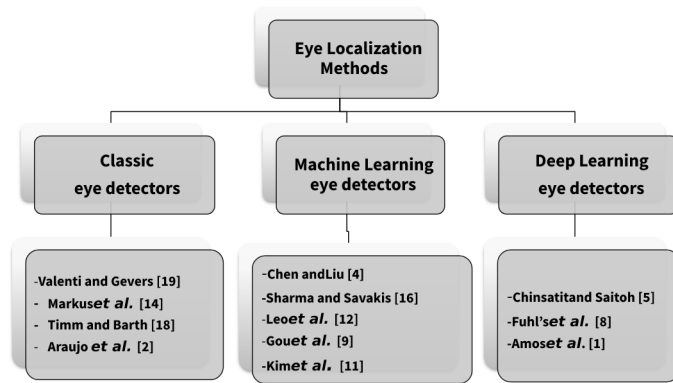 Eye Localization
Methods
Classic
eye detectors
Machine Learning
eye detectors
Deep Learning
eye detectors
-Valenti and Gevers [19]
- Markuset al. [14]
- Timm and Barth [18]
- Araujo et al. [2]
-Chen andLiu [4]
-Sharma and Savakis [16]
-Leoet al. [12]
-Gouet al. [9]
-Kimet al. [11]
-Chinsatitand Saitoh [5]
-Fuhl'set al. [8]
-Amoset al. [1]